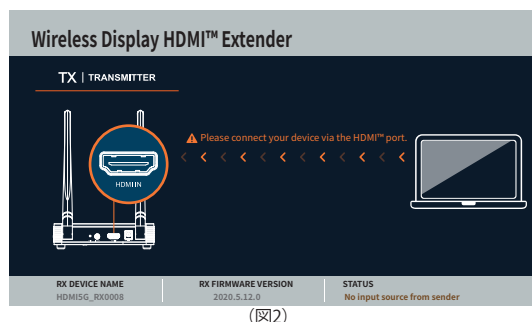 Wireless Display HDMI™ Extender
TX | TRANSMITTER
Please connect your device via the HDMI™ port.
HDMI IN
RX DEVICE NAME
HDMI5G_RX0008
RX FIRMWARE VERSION
2020.5.12.0
STATUS
No input source from sender
(図2)